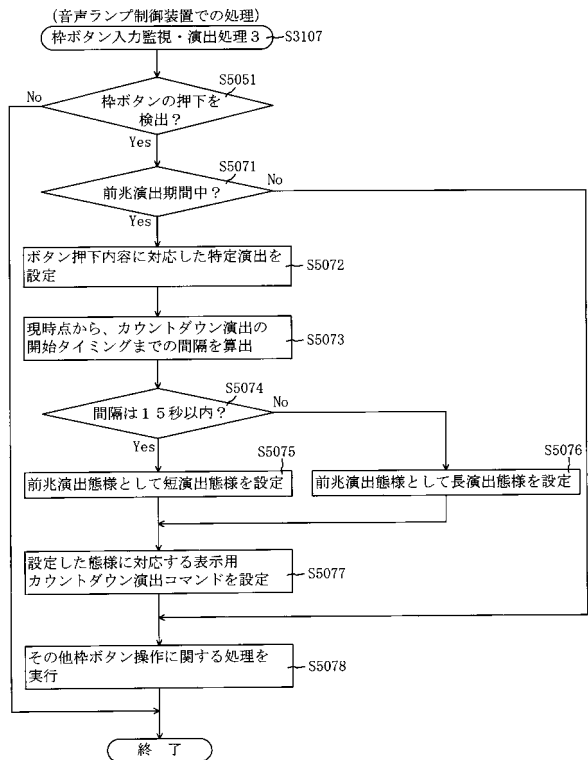 (音声ランプ制御装置での処理)
枠ボタン入力監視・演出処理3
S3107
S5051
No
枠ボタンの押下を
検出?
Yes
S5071
No
前兆演出期間中?
Yes
ボタン押下内容に対応した特定演出を
設定
S5072
現時点から、カウントダウン演出の
開始タイミングまでの間隔を算出
S5073
S5074
間隔は15秒以内?
No
Yes
S5075
S5076
前兆演出態様として短演出態様を設定
前兆演出態様として長演出態様を設定
設定した態様に対応する表示用
カウントダウン演出コマンドを設定
S5077
その他枠ボタン操作に関する処理を
実行
S5078
終 了